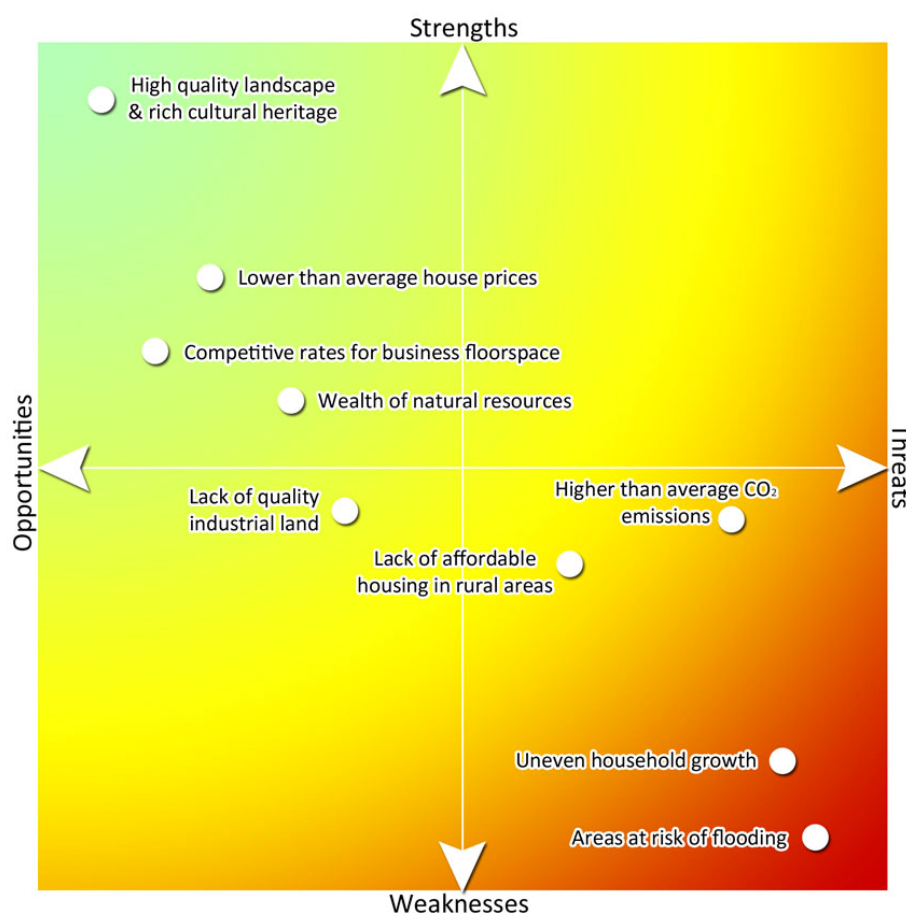 Strengths
High quality landscape
& rich cultural heritage
Lower than average house prices
Competitive rates for business floorspace
Wealth of natural resources
Opportunities
Threats
Lack of quality
industrial land
Higher than average CO₂
emissions
Lack of affordable
housing in rural areas
Uneven household growth
Areas at risk of flooding
Weaknesses